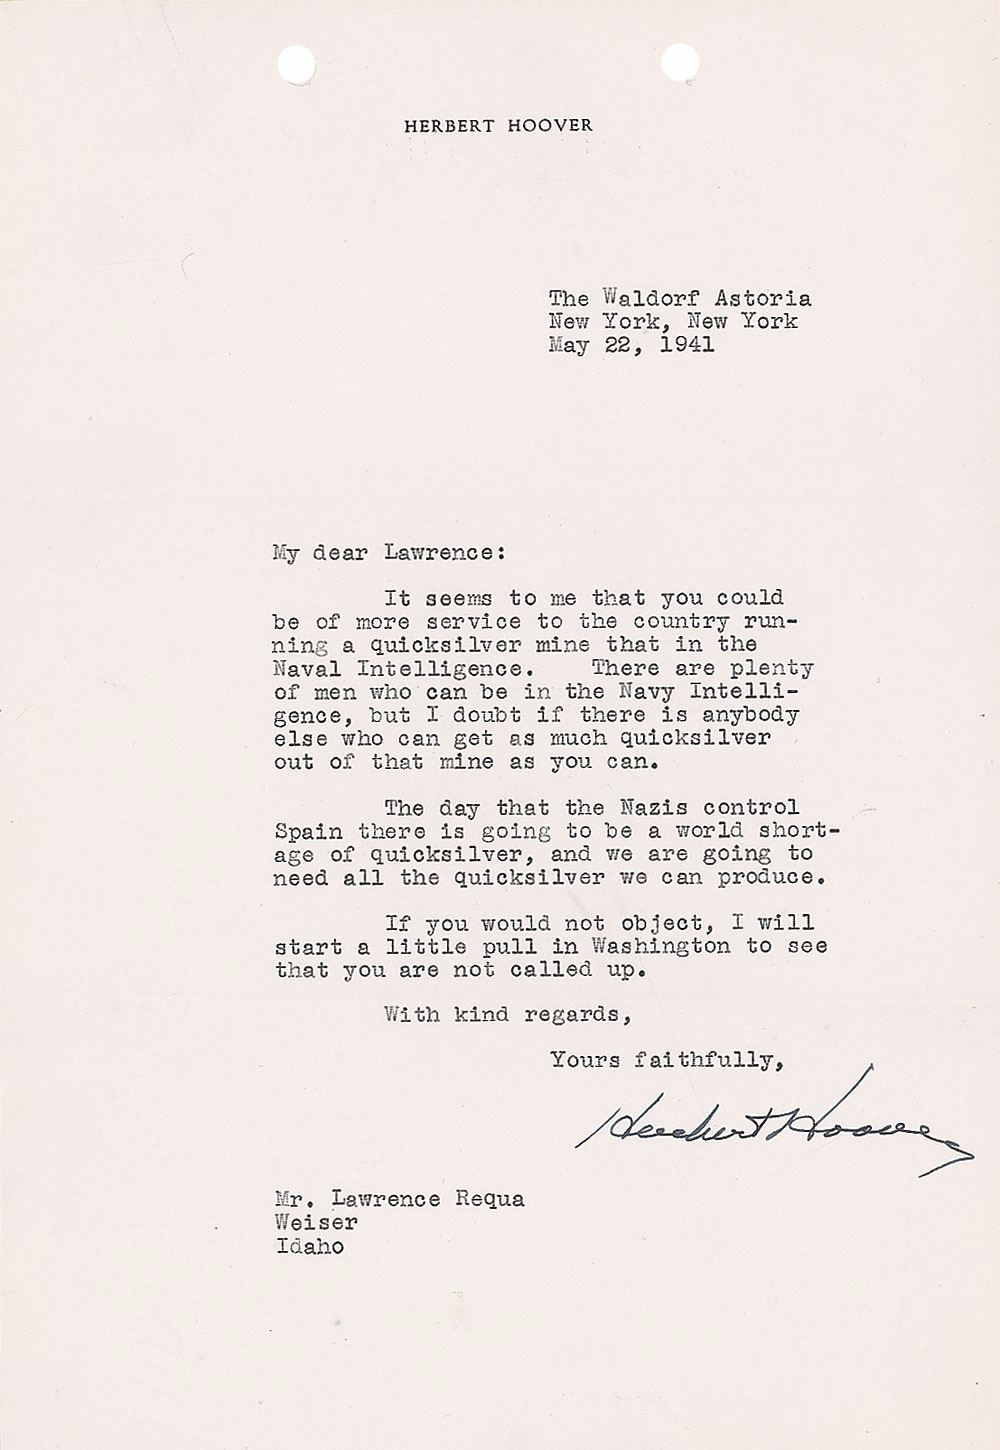 HERBERT HOOVER
The Waldorf Astoria
New York, New York
May 22, 1941
My dear Lawrence:
It seems to me that you could
be of more service to the country run-
ning a quicksilver mine that in the
Naval Intelligence. There are plenty
of men who can be in the Navy Intelli-
gence, but I doubt if there is anybody
else who can get as much quicksilver
out of that mine as you can.
The day that the Nazis control
Spain there is going to be a world short-
age of quicksilver, and we are going to
need all the quicksilver we can produce.
If you would not object, I will
start a little pull in Washington to see
that you are not called up.
With kind regards,
Yours faithfully,
Herbert Hoover
Mr. Lawrence Requa
Weiser
Idaho